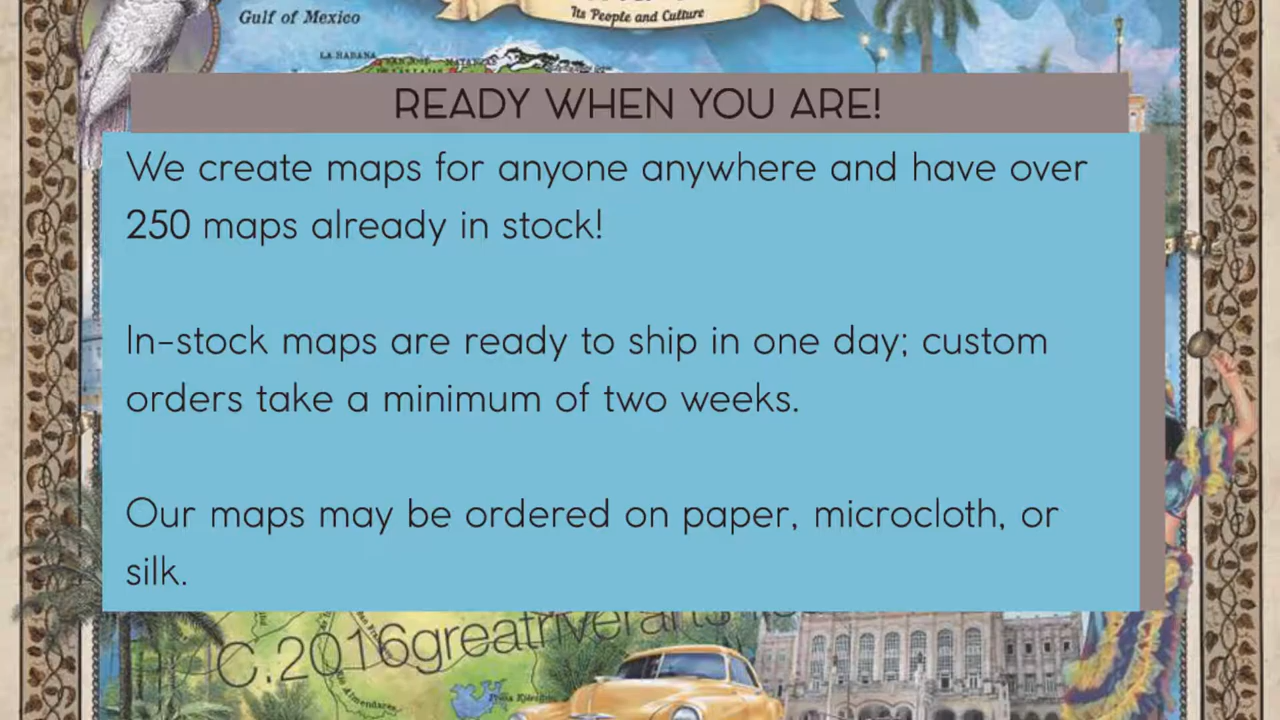 Its People and Culture
Gulf of Mexico
LA HABANA
READY WHEN YOU ARE!
We create maps for anyone anywhere and have over
250 maps already in stock!
In-stock maps are ready to ship in one day; custom
orders take a minimum of two weeks.
Our maps may be ordered on paper, microcloth, or
silk.
C.2016greatriverarts